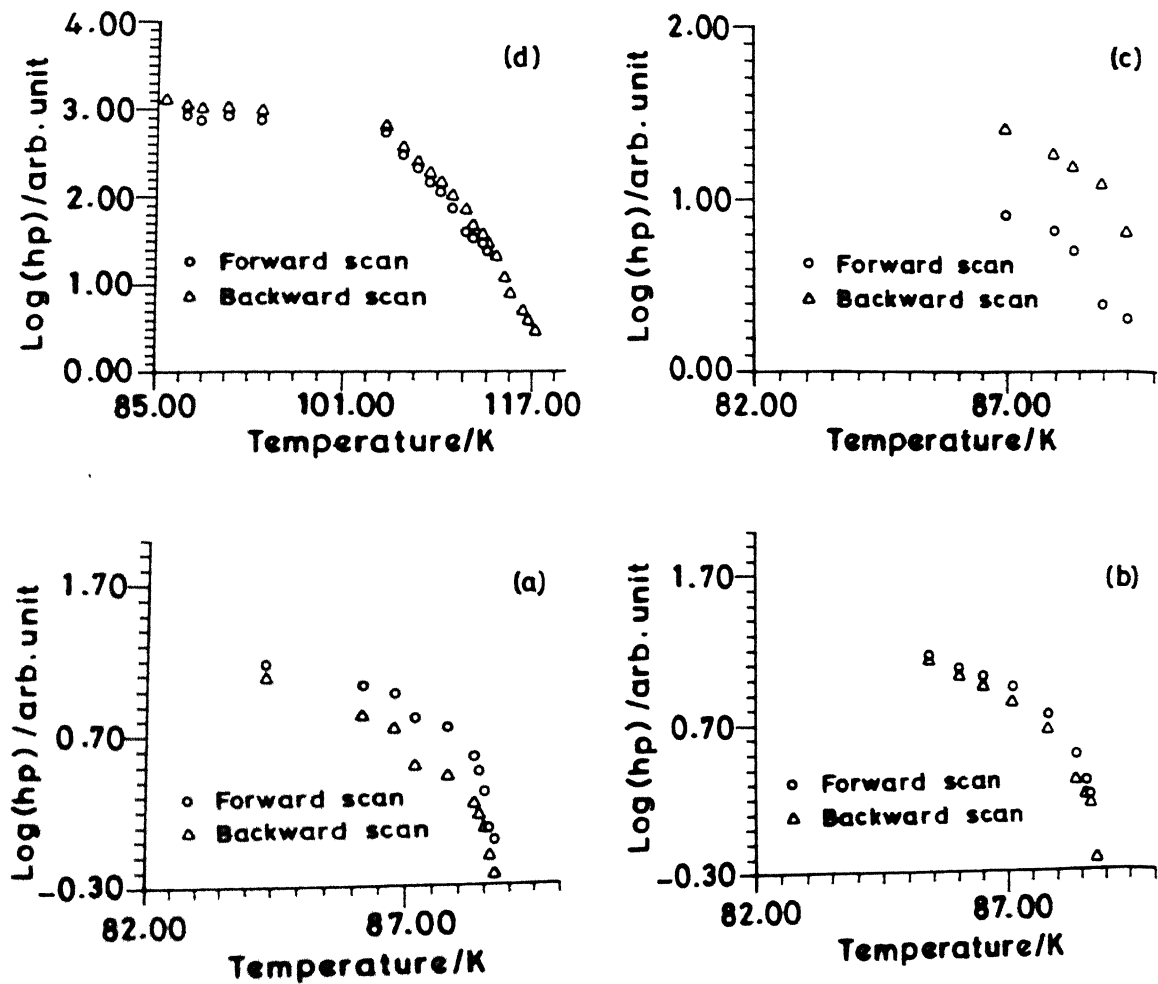 (d)
4.00
3.00
2.00
1.00
0.00
Log(hp)/arb. unit
o Forward scan
△ Backward scan
85.00 101.00 117.00
Temperature/K
(c)
2.00
1.00
0.00
Log(hp)/arb. unit
o Forward scan
△ Backward scan
82.00 87.00
Temperature/K
(a)
1.70
0.70
-0.30
Log(hp)/arb. unit
o Forward scan
△ Backward scan
82.00 87.00
Temperature/K
(b)
1.70
0.70
-0.30
Log(hp)/arb. unit
o Forward scan
△ Backward scan
82.00 87.00
Temperature/K